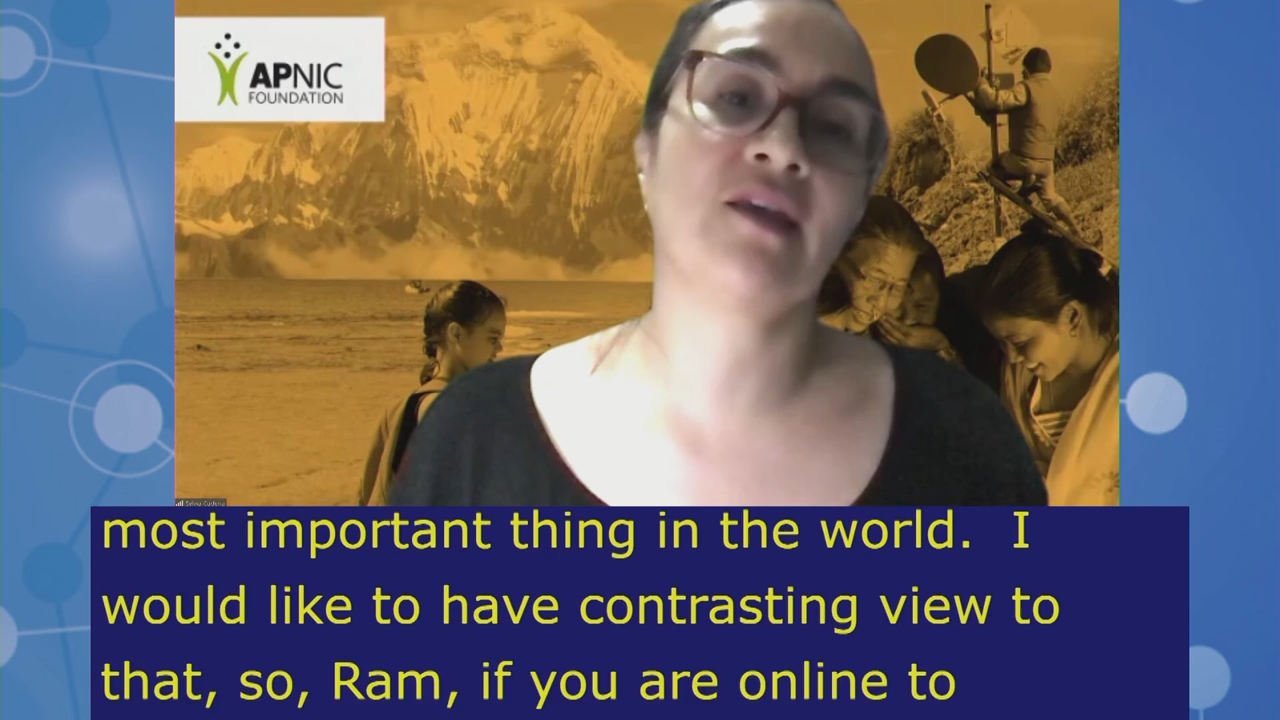 APNIC
FOUNDATION
most important thing in the world.  I
would like to have contrasting view to
that, so, Ram, if you are online to